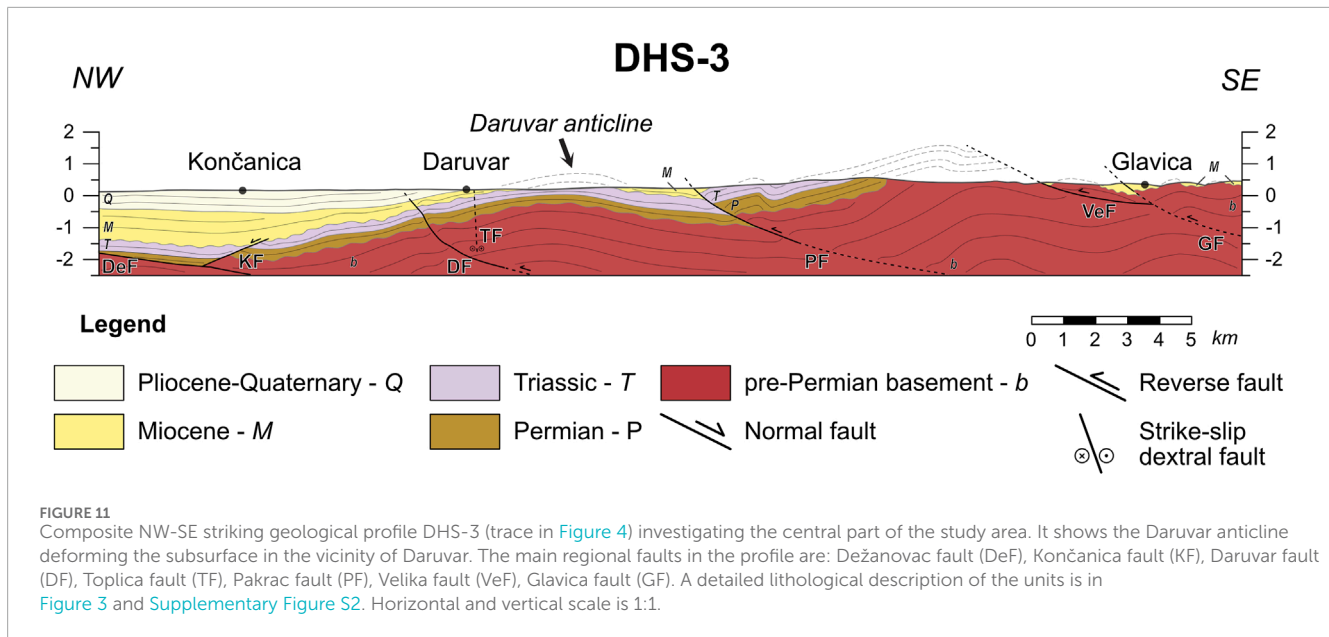 DHS-3
NW
SE
Daruvar anticline
Končanica
Daruvar
Glavica
2
1
0
-1
-2
2
1
0
-1
-2
Q
M
T
DeF
KF
b
DF
TF
M
T
P
PF
b
VeF
GF
M
b
Legend
0 1 2 3 4 5 km
Pliocene-Quaternary - Q
Triassic - T
pre-Permian basement - b
Reverse fault
Miocene - M
Permian - P
Normal fault
Strike-slip
dextral fault
FIGURE 11
Composite NW-SE striking geological profile DHS-3 (trace in Figure 4) investigating the central part of the study area. It shows the Daruvar anticline
deforming the subsurface in the vicinity of Daruvar. The main regional faults in the profile are: Dežanovac fault (DeF), Končanica fault (KF), Daruvar fault
(DF), Toplica fault (TF), Pakrac fault (PF), Velika fault (VeF), Glavica fault (GF). A detailed lithological description of the units is in
Figure 3 and Supplementary Figure S2. Horizontal and vertical scale is 1:1.